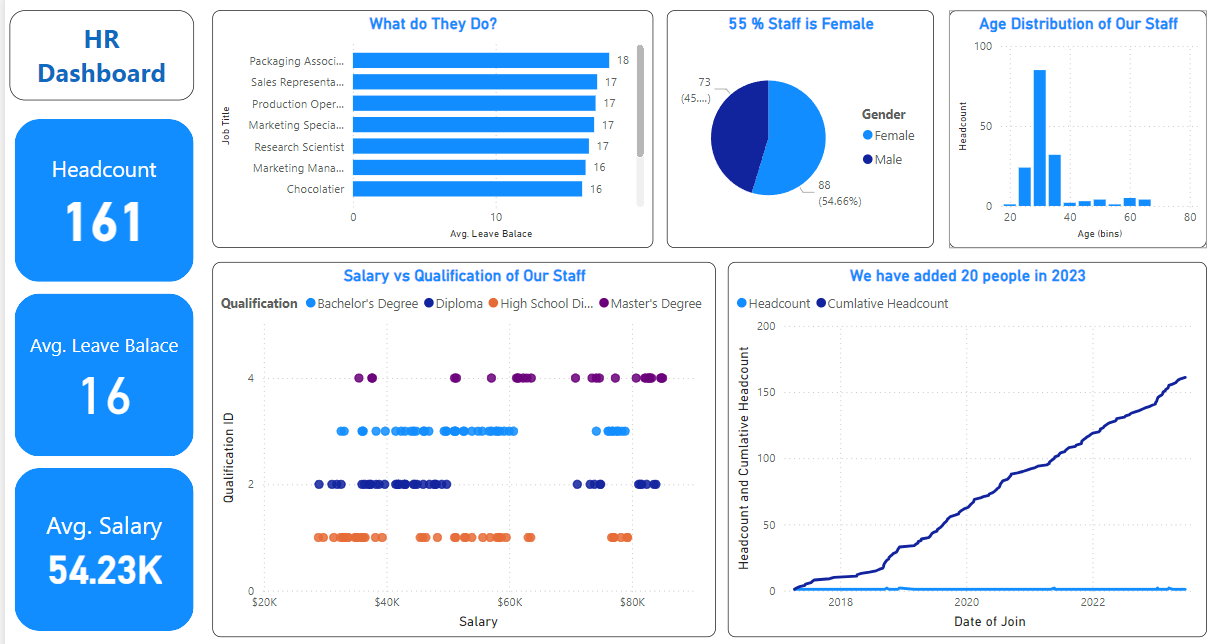 HR
Dashboard
Headcount
161
Avg. Leave Balace
16
Avg. Salary
54.23K
What do They Do?
Job Title
Packaging Associ...
Sales Representa...
Production Oper...
Marketing Specia...
Research Scientist
Marketing Mana...
Chocolatier
18
17
17
17
17
16
16
0
10
Avg. Leave Balace
55 % Staff is Female
73
(45....)
88
(54.66%)
Gender
Female
Male
Age Distribution of Our Staff
Headcount
100
50
0
20
40
60
80
Age (bins)
Salary vs Qualification of Our Staff
Qualification Bachelor's Degree Diploma High School Di... Master's Degree
Qualification ID
4
2
0
$20K
$40K
$60K
$80K
Salary
We have added 20 people in 2023
Headcount Cumlative Headcount
Headcount and Cumlative Headcount
200
150
100
50
0
2018
2020
2022
Date of Join